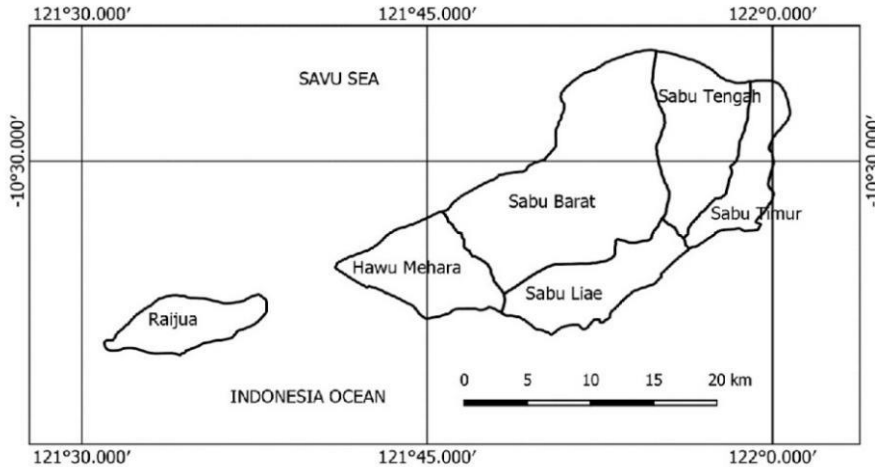 121°30.000′ 121°45.000′ 122°0.000′
SAVU SEA
Sabu Tengah
-10°30.000′ -10°30.000′
Sabu Barat
Sabu Timur
Hawu Mehara
Sabu Liae
Raijua
0 5 10 15 20 km
INDONESIA OCEAN
121°30.000′ 121°45.000′ 122°0.000′